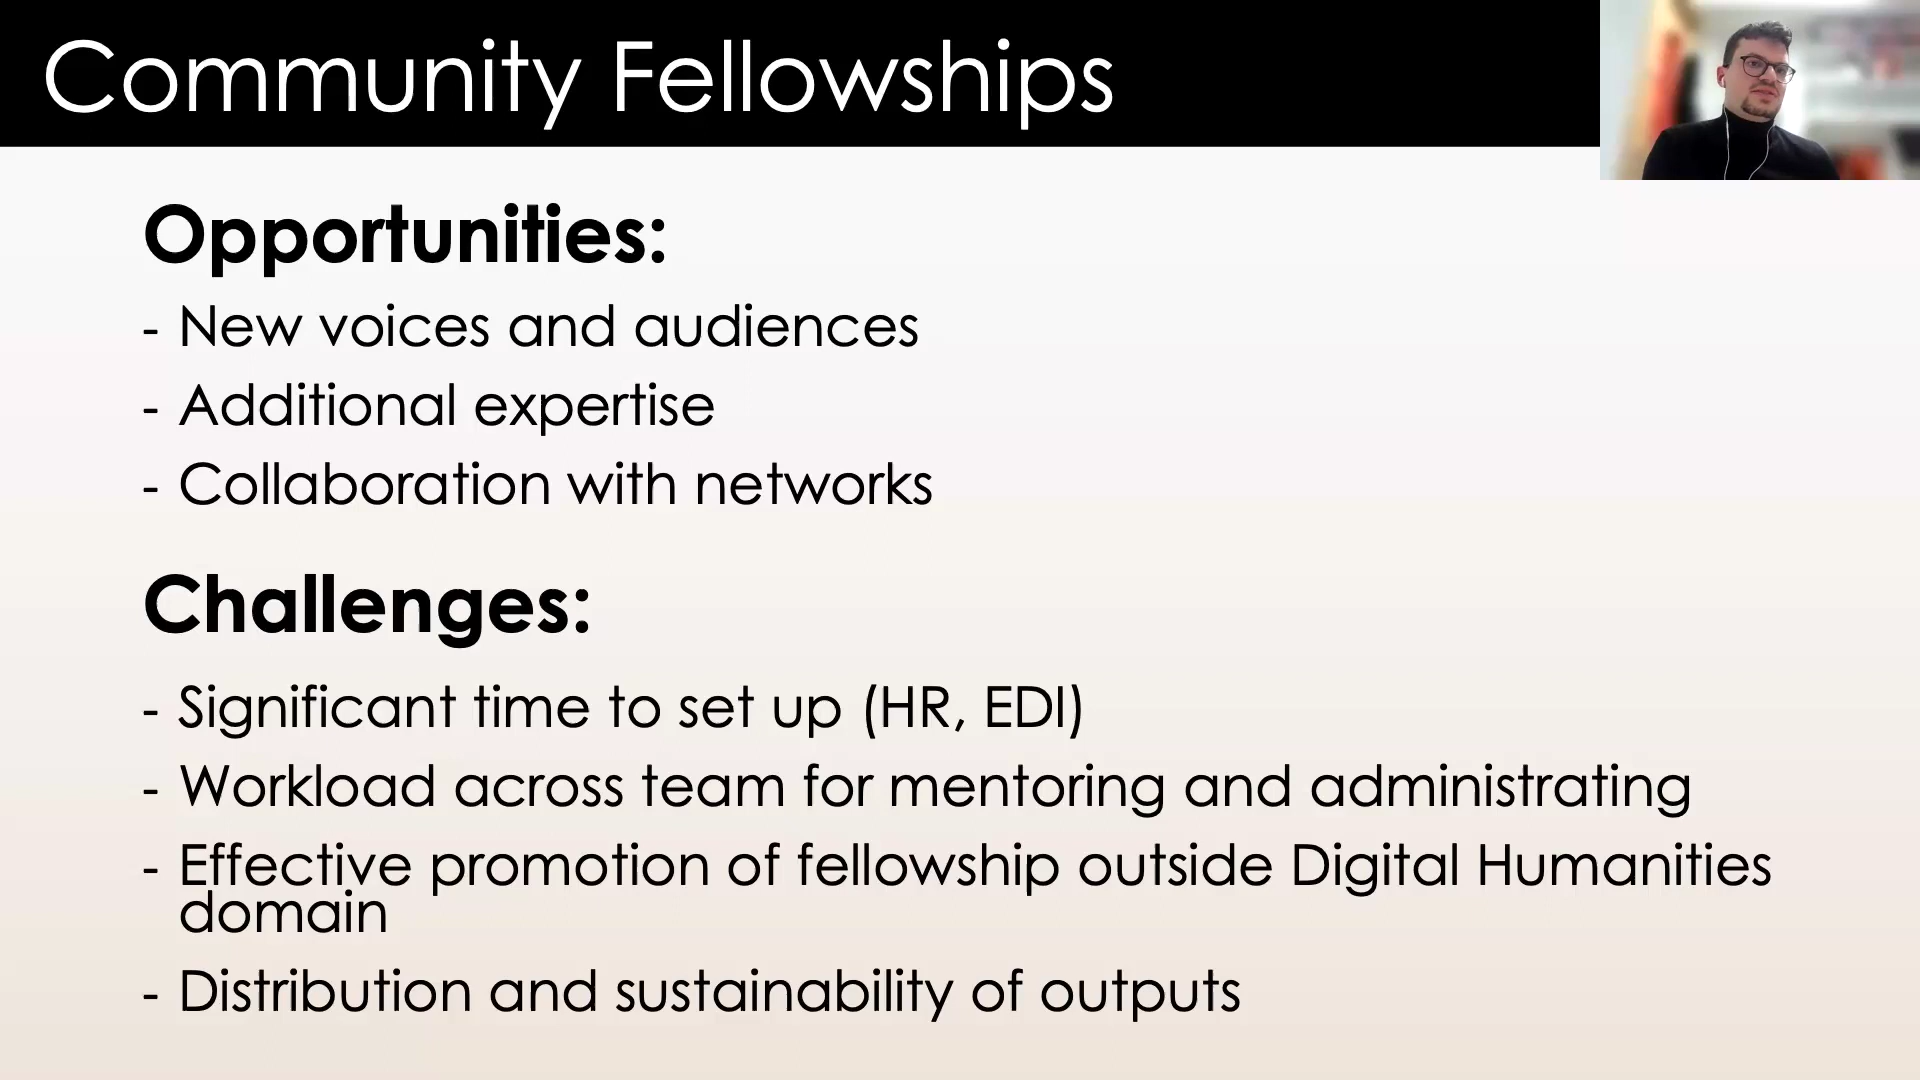 Community Fellowships
Opportunities:
- New voices and audiences
- Additional expertise
- Collaboration with networks
Challenges:
- Significant time to set up (HR, EDI)
- Workload across team for mentoring and administrating
- Effective promotion of fellowship outside Digital Humanities
domain
- Distribution and sustainability of outputs